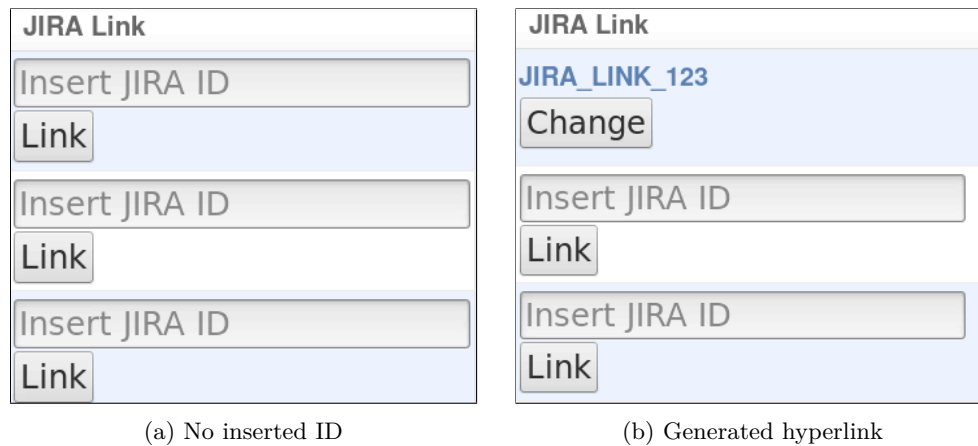 JIRA Link
Insert JIRA ID
Link
Insert JIRA ID
Link
Insert JIRA ID
Link
(a) No inserted ID
JIRA Link
JIRA_LINK_123
Change
Insert JIRA ID
Link
Insert JIRA ID
Link
(b) Generated hyperlink